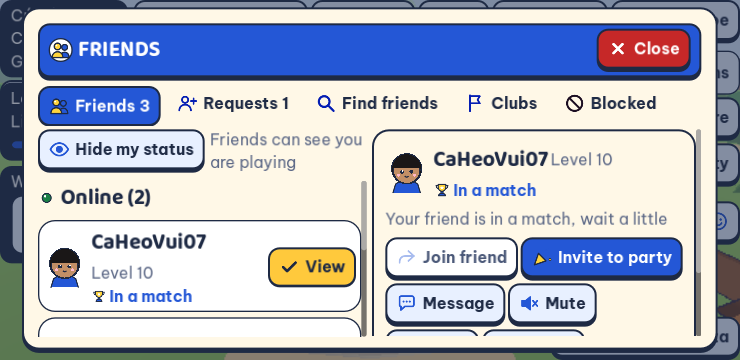 FRIENDS
Close
Friends 3
Requests 1
Find friends
Clubs
Blocked
Hide my status
Friends can see you
are playing
Online (2)
CaHeoVui07
Level 10
In a match
View
CaHeoVui07 Level 10
In a match
Your friend is in a match, wait a little
Join friend
Invite to party
Message
Mute